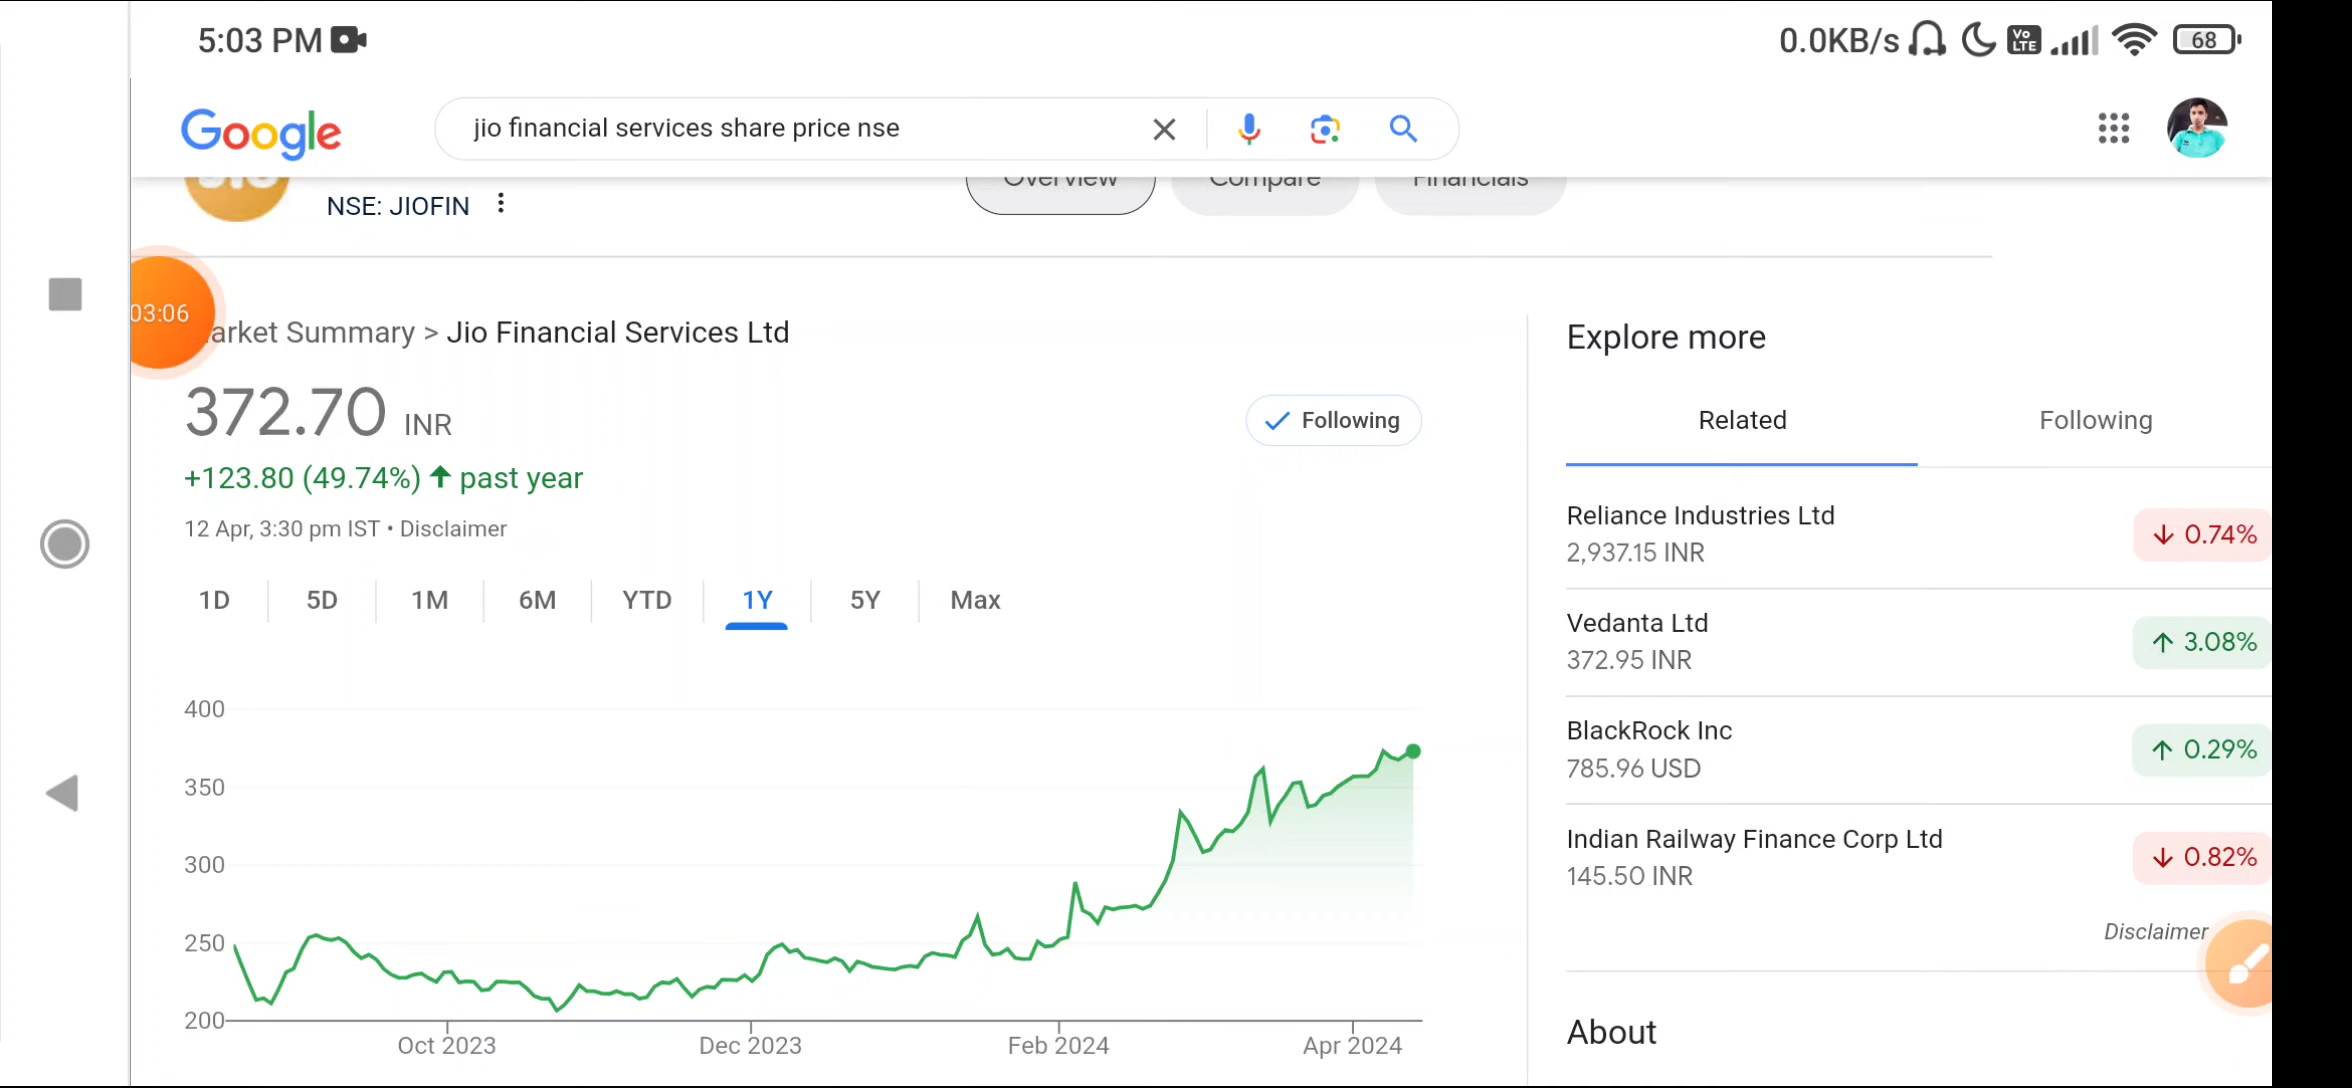 5:03 PM
0.0KB/s Vo LTE 68
Google
jio financial services share price nse
NSE: JIOFIN
Overview
Compare
Financials
03:06
arket Summary > Jio Financial Services Ltd
372.70 INR
Following
+123.80 (49.74%) ↑ past year
12 Apr, 3:30 pm IST • Disclaimer
1D 5D 1M 6M YTD 1Y 5Y Max
400
350
300
250
200
Oct 2023 Dec 2023 Feb 2024 Apr 2024
Explore more
Related Following
Reliance Industries Ltd
2,937.15 INR
↓ 0.74%
Vedanta Ltd
372.95 INR
↑ 3.08%
BlackRock Inc
785.96 USD
↑ 0.29%
Indian Railway Finance Corp Ltd
145.50 INR
↓ 0.82%
Disclaimer
About